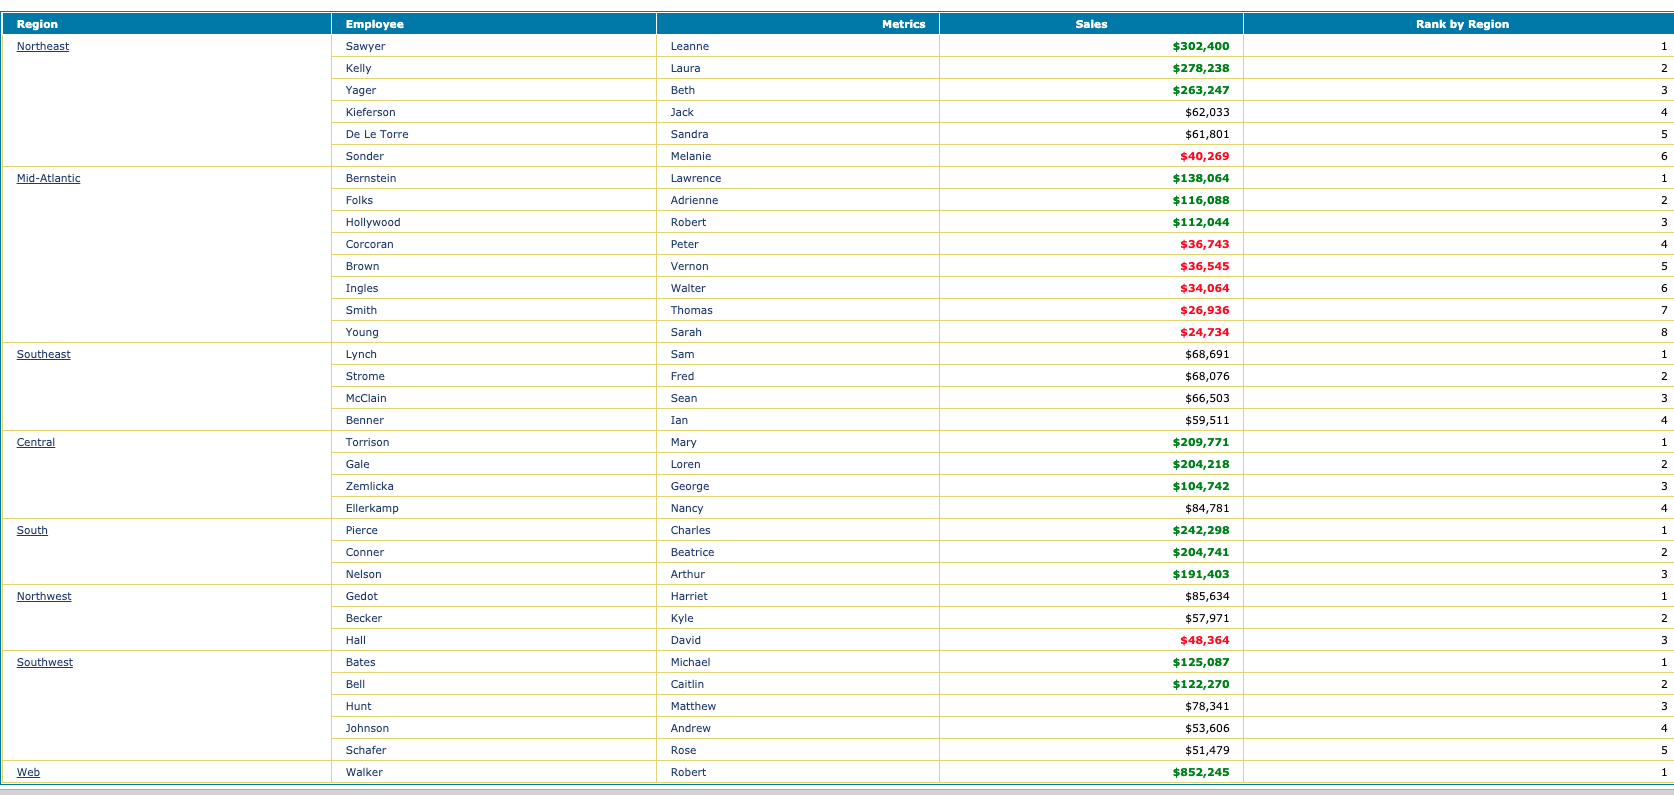 Region Employee Metrics Sales Rank by Region
Northeast Sawyer Leanne $302,400 1
Kelly Laura $278,238 2
Yager Beth $263,247 3
Kieferson Jack $62,033 4
De Le Torre Sandra $61,801 5
Sonder Melanie $40,269 6
Mid-Atlantic Bernstein Lawrence $138,064 1
Folks Adrienne $116,088 2
Hollywood Robert $112,044 3
Corcoran Peter $36,743 4
Brown Vernon $36,545 5
Ingles Walter $34,064 6
Smith Thomas $26,936 7
Young Sarah $24,734 8
Southeast Lynch Sam $68,691 1
Strome Fred $68,076 2
McClain Sean $66,503 3
Benner Ian $59,511 4
Central Torrison Mary $209,771 1
Gale Loren $204,218 2
Zemlicka George $104,742 3
Ellerkamp Nancy $84,781 4
South Pierce Charles $242,298 1
Conner Beatrice $204,741 2
Nelson Arthur $191,403 3
Northwest Gedot Harriet $85,634 1
Becker Kyle $57,971 2
Hall David $48,364 3
Southwest Bates Michael $125,087 1
Bell Caitlin $122,270 2
Hunt Matthew $78,341 3
Johnson Andrew $53,606 4
Schafer Rose $51,479 5
Web Walker Robert $852,245 1